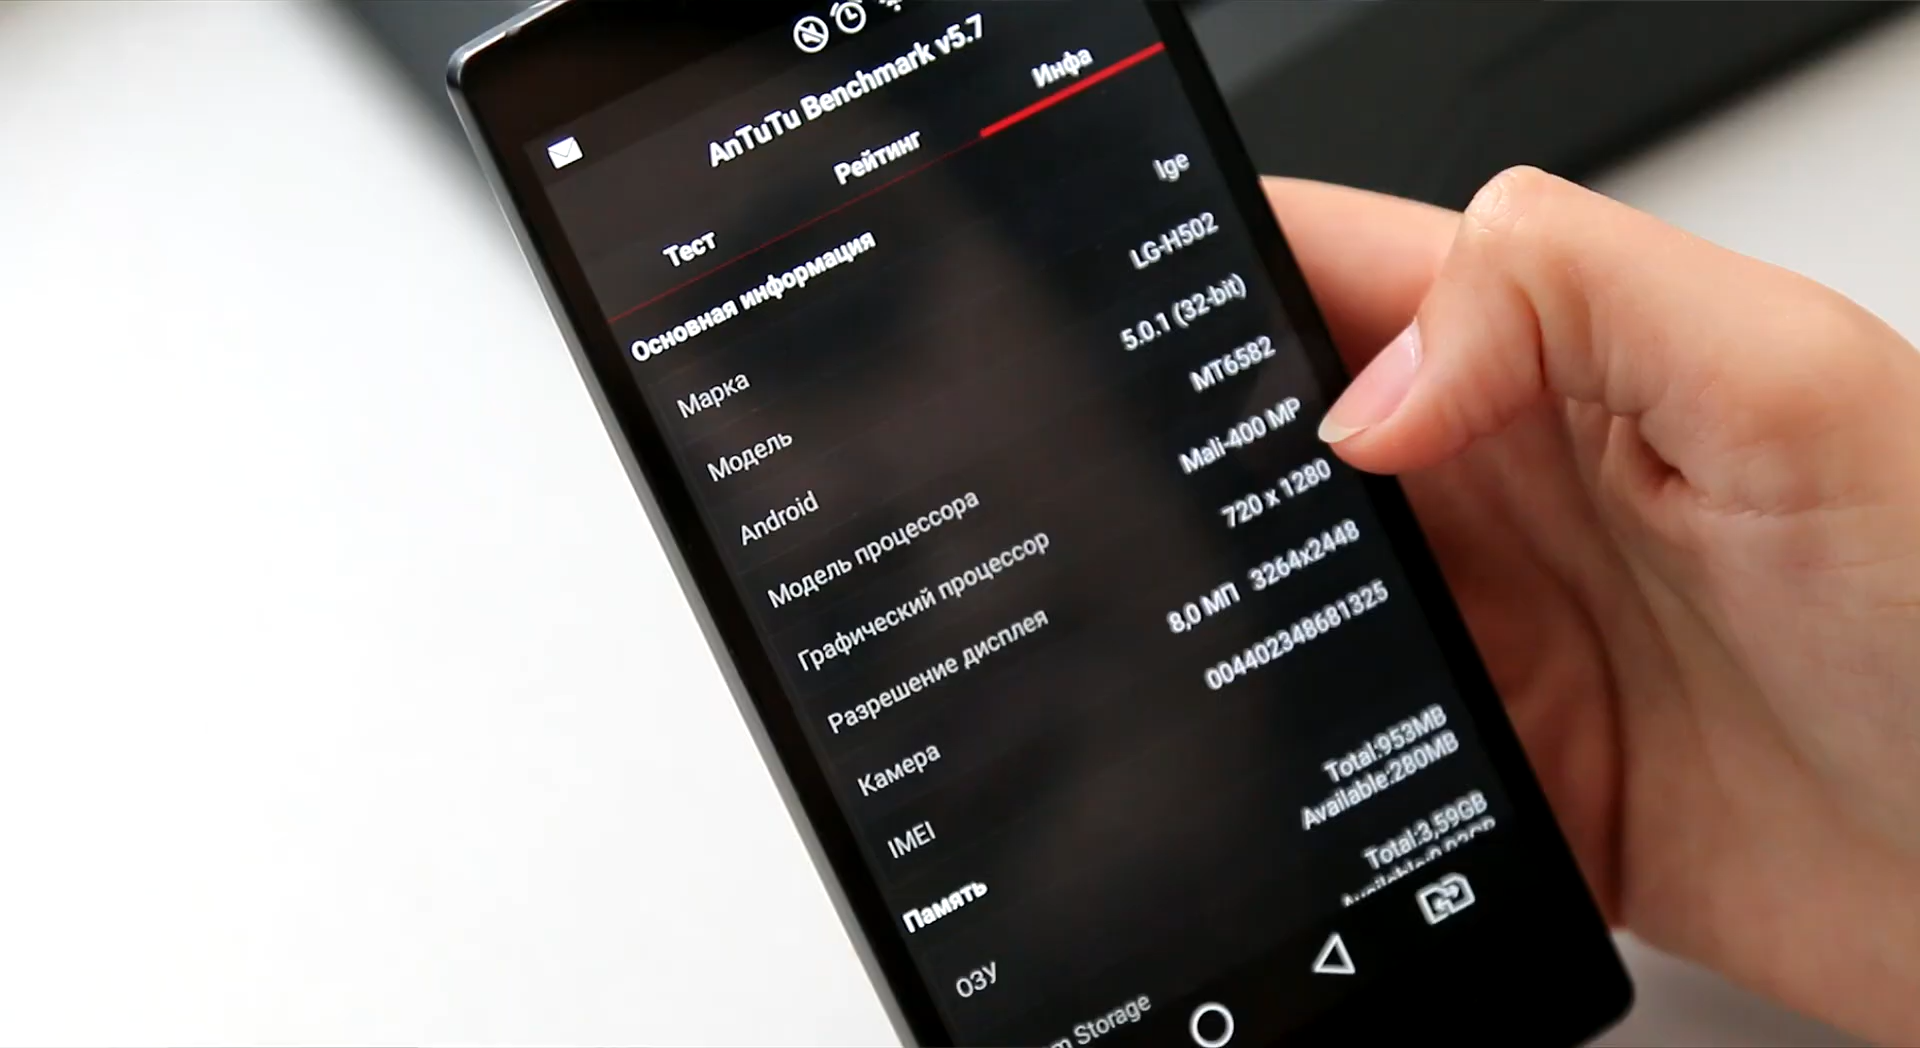 AnTuTu Benchmark v5.7
Тест Рейтинг Инфа
Основная информация
Марка lge
Модель LG-H502
Android 5.0.1 (32-bit)
Модель процессора MT6582
Графический процессор Mali-400 MP
Разрешение дисплея 720 x 1280
Камера 8,0 МП 3264x2448
IMEI 004402348681325
Память
ОЗУ Total:953MB
Available:280MB
Storage Total:3,59GB